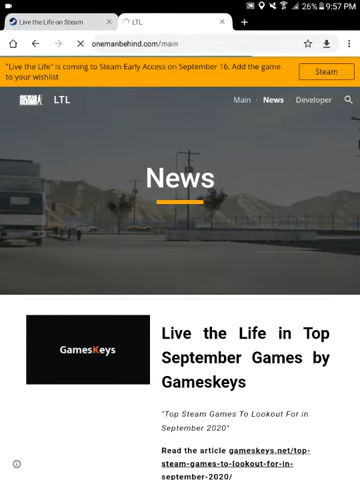 26% 9:57 PM
Live the Life on Steam
LTL
onemanbehind.com/main
"Live the Life" is coming to Steam Early Access on September 16. Add the game
to your wishlist
Steam
LTL
Main · News · Developer
News
GamesKeys
Live the Life in Top
September Games by
Gameskeys
"Top Steam Games To Lookout For in
September 2020"
Read the article gameskeys.net/top-
steam-games-to-lookout-for-in-
september-2020/